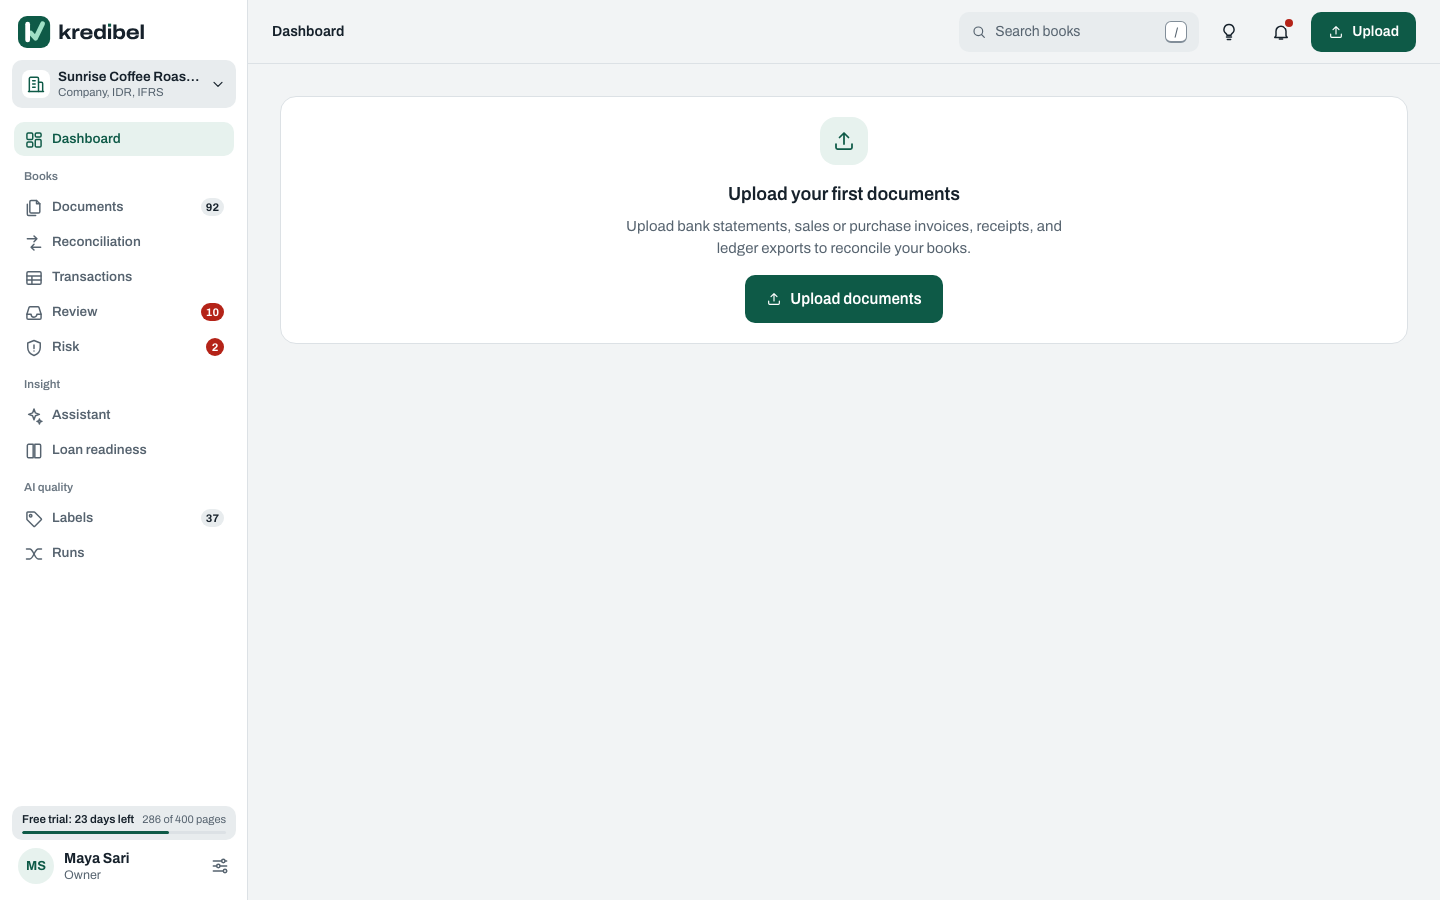 kredibel
Sunrise Coffee Roas...
Company, IDR, IFRS
Dashboard
Books
Documents 92
Reconciliation
Transactions
Review 10
Risk 2
Insight
Assistant
Loan readiness
AI quality
Labels 37
Runs
Free trial: 23 days left 286 of 400 pages
MS
Maya Sari
Owner
Dashboard
Search books /
Upload
Upload your first documents
Upload bank statements, sales or purchase invoices, receipts, and
ledger exports to reconcile your books.
Upload documents